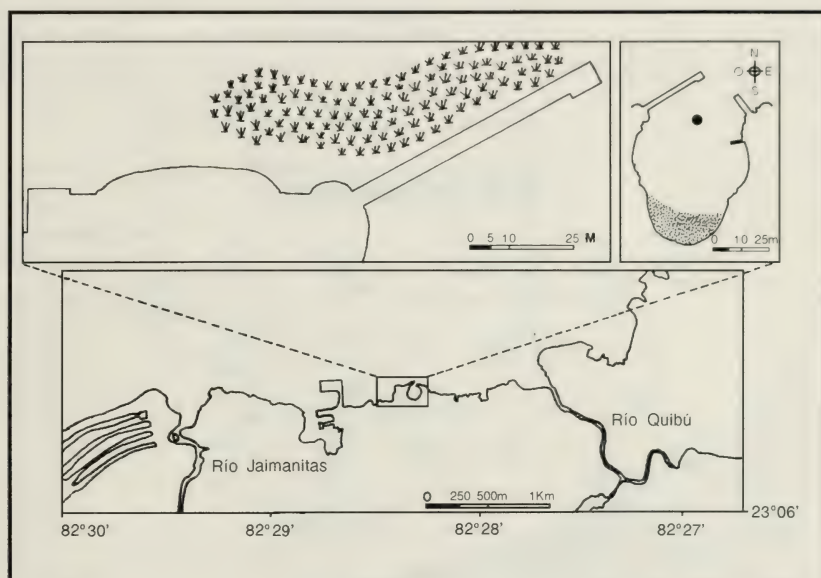 N
O E
S
0 5 10 25 M
0 10 25m
Río Quibú
Río Jaimanitas
0 250 500m 1Km
23°06'
82°30' 82°29' 82°28' 82°27'